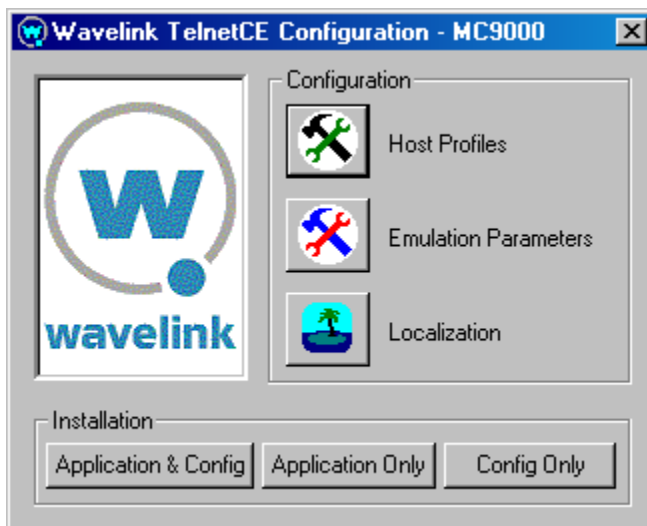 Wavelink TelnetCE Configuration - MC9000
Configuration
Host Profiles
Emulation Parameters
Localization
w.
wavelink
Installation
Application & Config
Application Only
Config Only